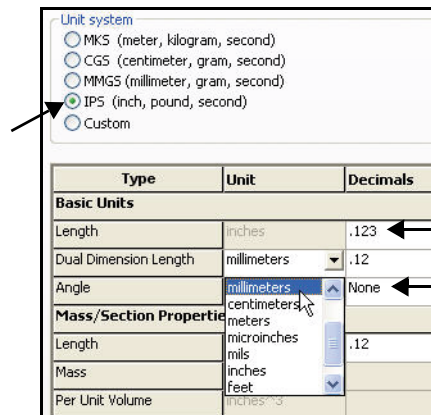 Unit system
MKS (meter, kilogram, second)
CGS (centimeter, gram, second)
MMGS (millimeter, gram, second)
IPS (inch, pound, second)
Custom
Type Unit Decimals
Basic Units
Length inches .123
Dual Dimension Length millimeters .12
Angle millimeters None
centimeters
Mass/Section Propertie meters
Length microinches .12
mils
Mass inches
feet
Per Unit Volume inches^3